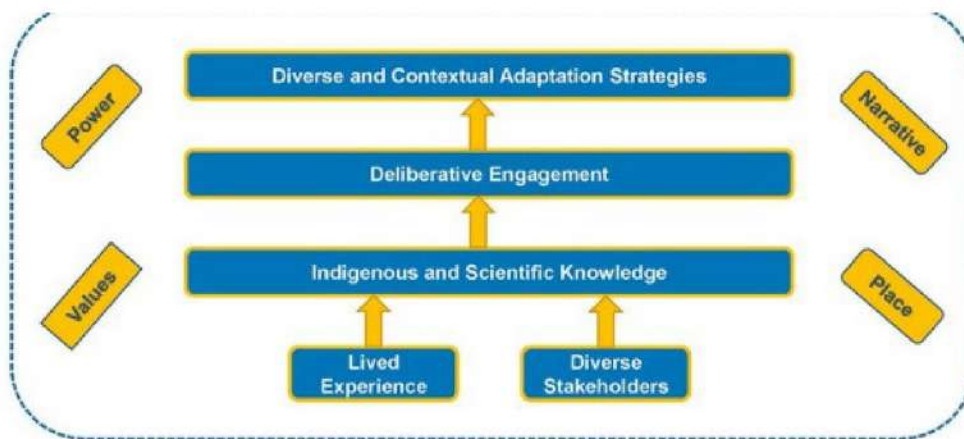 Diverse and Contextual Adaptation Strategies
Power
Narrative
Deliberative Engagement
Indigenous and Scientific Knowledge
Values
Place
Lived
Experience
Diverse
Stakeholders